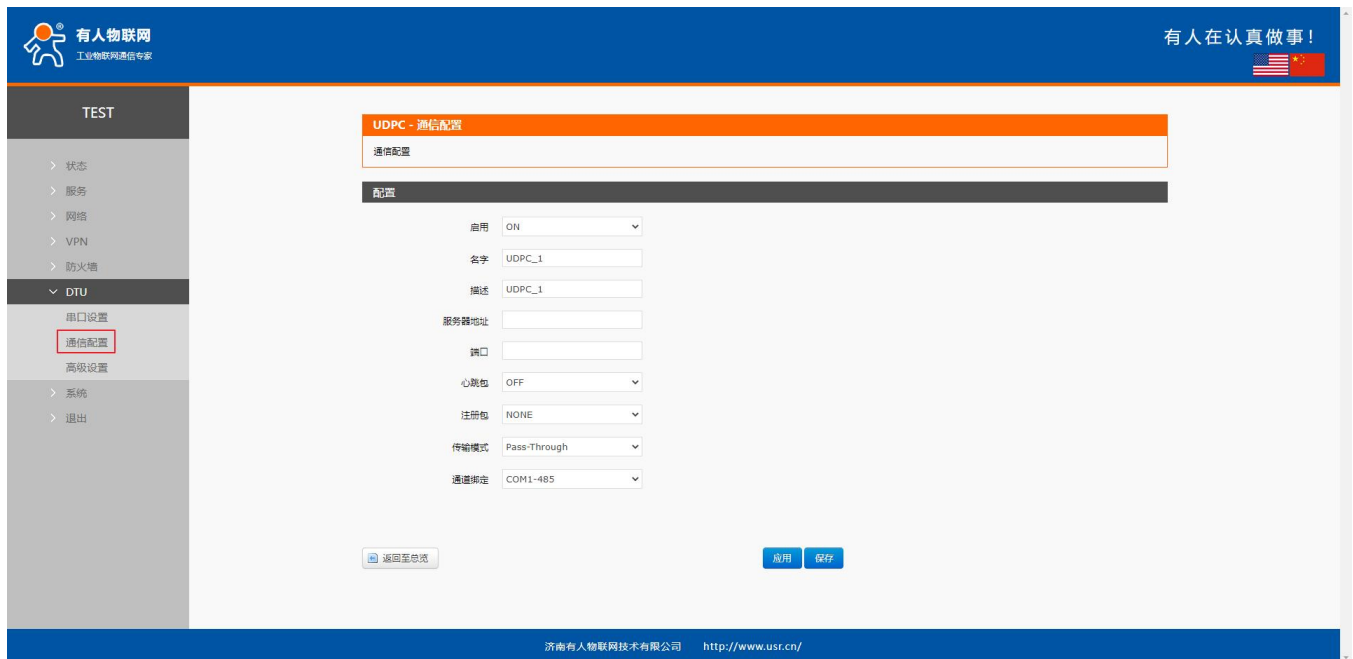 有人物联网
®
工业物联网通信专家
有人在认真做事!
TEST
状态
服务
网络
VPN
防火墙
DTU
串口设置
通信配置
高级设置
系统
退出
UDPC - 通信配置
通信配置
配置
启用 ON
名字 UDPC_1
描述 UDPC_1
服务器地址
端口
心跳包 OFF
注册包 NONE
传输模式 Pass-Through
通道绑定 COM1-485
返回至总览 应用 保存
济南有人物联网技术有限公司 http://www.usr.cn/